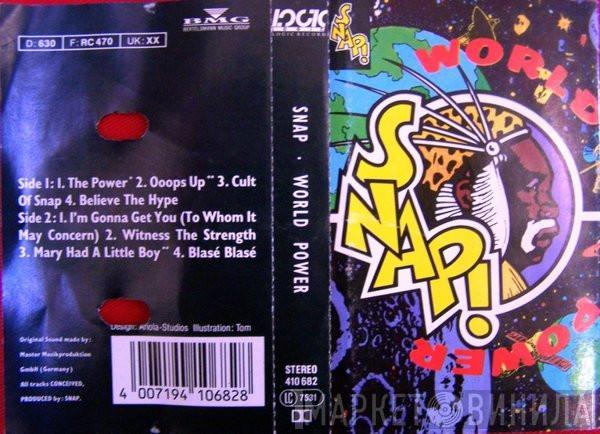 BMG
BERTELSMANN MUSIC GROUP
D: 630 F: RC 470 UK: XX
Side 1: 1. The Power* 2. Ooops Up** 3. Cult
Of Snap 4. Believe The Hype
Side 2: 1. I'm Gonna Get You (To Whom It
May Concern) 2. Witness The Strength
3. Mary Had A Little Boy** 4. Blasé Blasé
Design: Ariola-Studios Illustration: Tom
Original Sound made by:
Master Musikproduktion
GmbH (Germany)
All tracks CONCEIVED,
PRODUCED by: SNAP.
4 007194 106828
LOGIC
LOGIC RECORDS
SNAP · WORLD POWER
STEREO
410 682
LC 7531
SNAP!
WORLD
SNAP!
POWER
МАРКЕТ ВИНИЛА